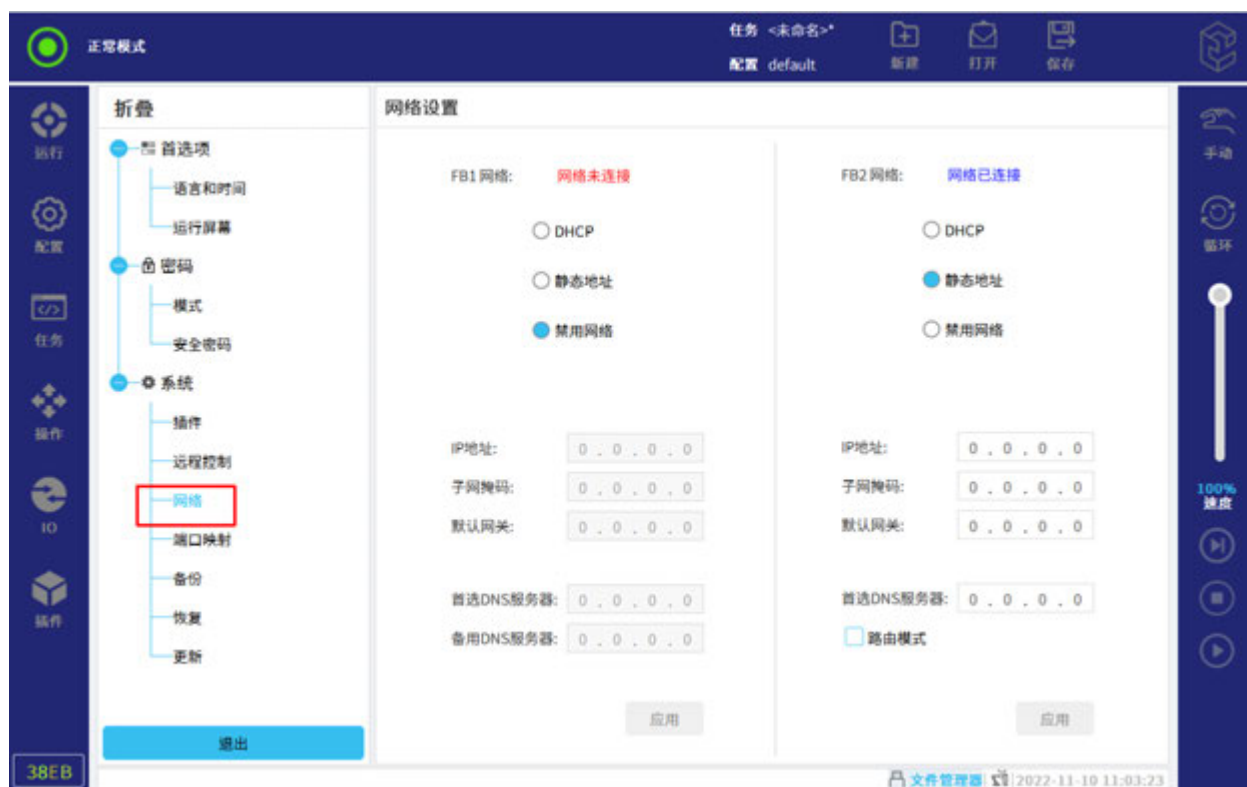 正常模式
任务 <未命名>*
配置 default
新建
打开
保存
运行
配置
任务
操作
IO
插件
38EB
折叠
首选项
语言和时间
运行屏幕
密码
模式
安全密码
系统
插件
远程控制
网络
端口映射
备份
恢复
更新
退出
网络设置
FB1网络: 网络未连接
DHCP
静态地址
禁用网络
IP地址: 0 . 0 . 0 . 0
子网掩码: 0 . 0 . 0 . 0
默认网关: 0 . 0 . 0 . 0
首选DNS服务器: 0 . 0 . 0 . 0
备用DNS服务器: 0 . 0 . 0 . 0
应用
FB2网络: 网络已连接
DHCP
静态地址
禁用网络
IP地址: 0 . 0 . 0 . 0
子网掩码: 0 . 0 . 0 . 0
默认网关: 0 . 0 . 0 . 0
首选DNS服务器: 0 . 0 . 0 . 0
路由模式
应用
手动
循环
100%
速度
文件管理器
2022-11-10 11:03:23